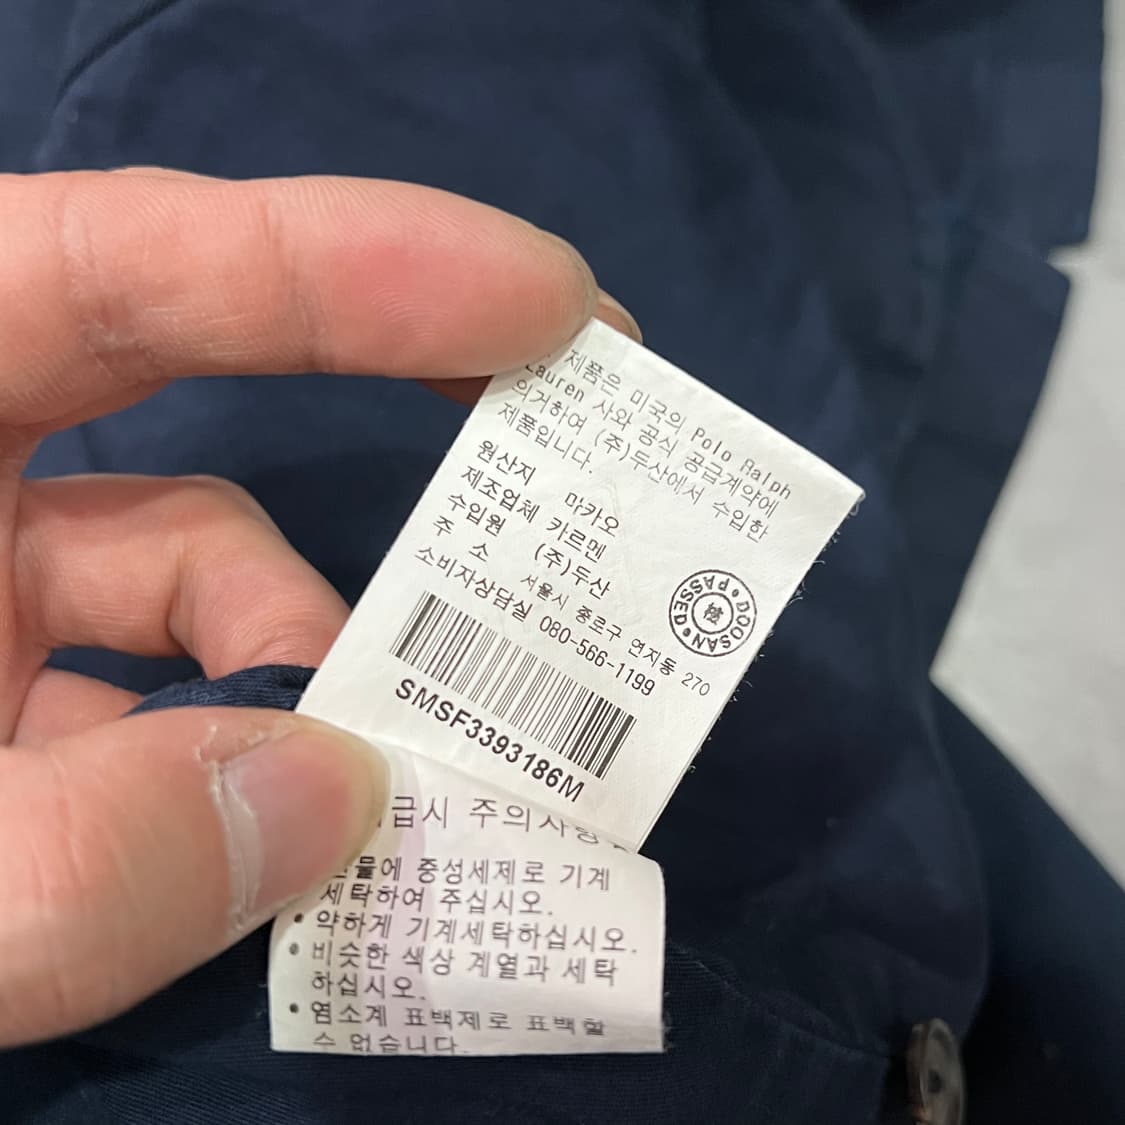 제품은 미국의 Polo Ralph
Lauren 사와 공식 공급계약에
의거하여 (주)두산에서 수입한
제품입니다.
원산지 마카오
제조업체 카르멘
수입원 (주)두산
주 소 서울시 종로구 연지동 270
소비자상담실 080-566-1199
DOOSAN PASSED
SMSF3393186M
급시 주의사항
물에 중성세제로 기계
세탁하여 주십시오.
• 약하게 기계세탁하십시오.
• 비슷한 색상 계열과 세탁
하십시오.
• 염소계 표백제로 표백할
수 없습니다.